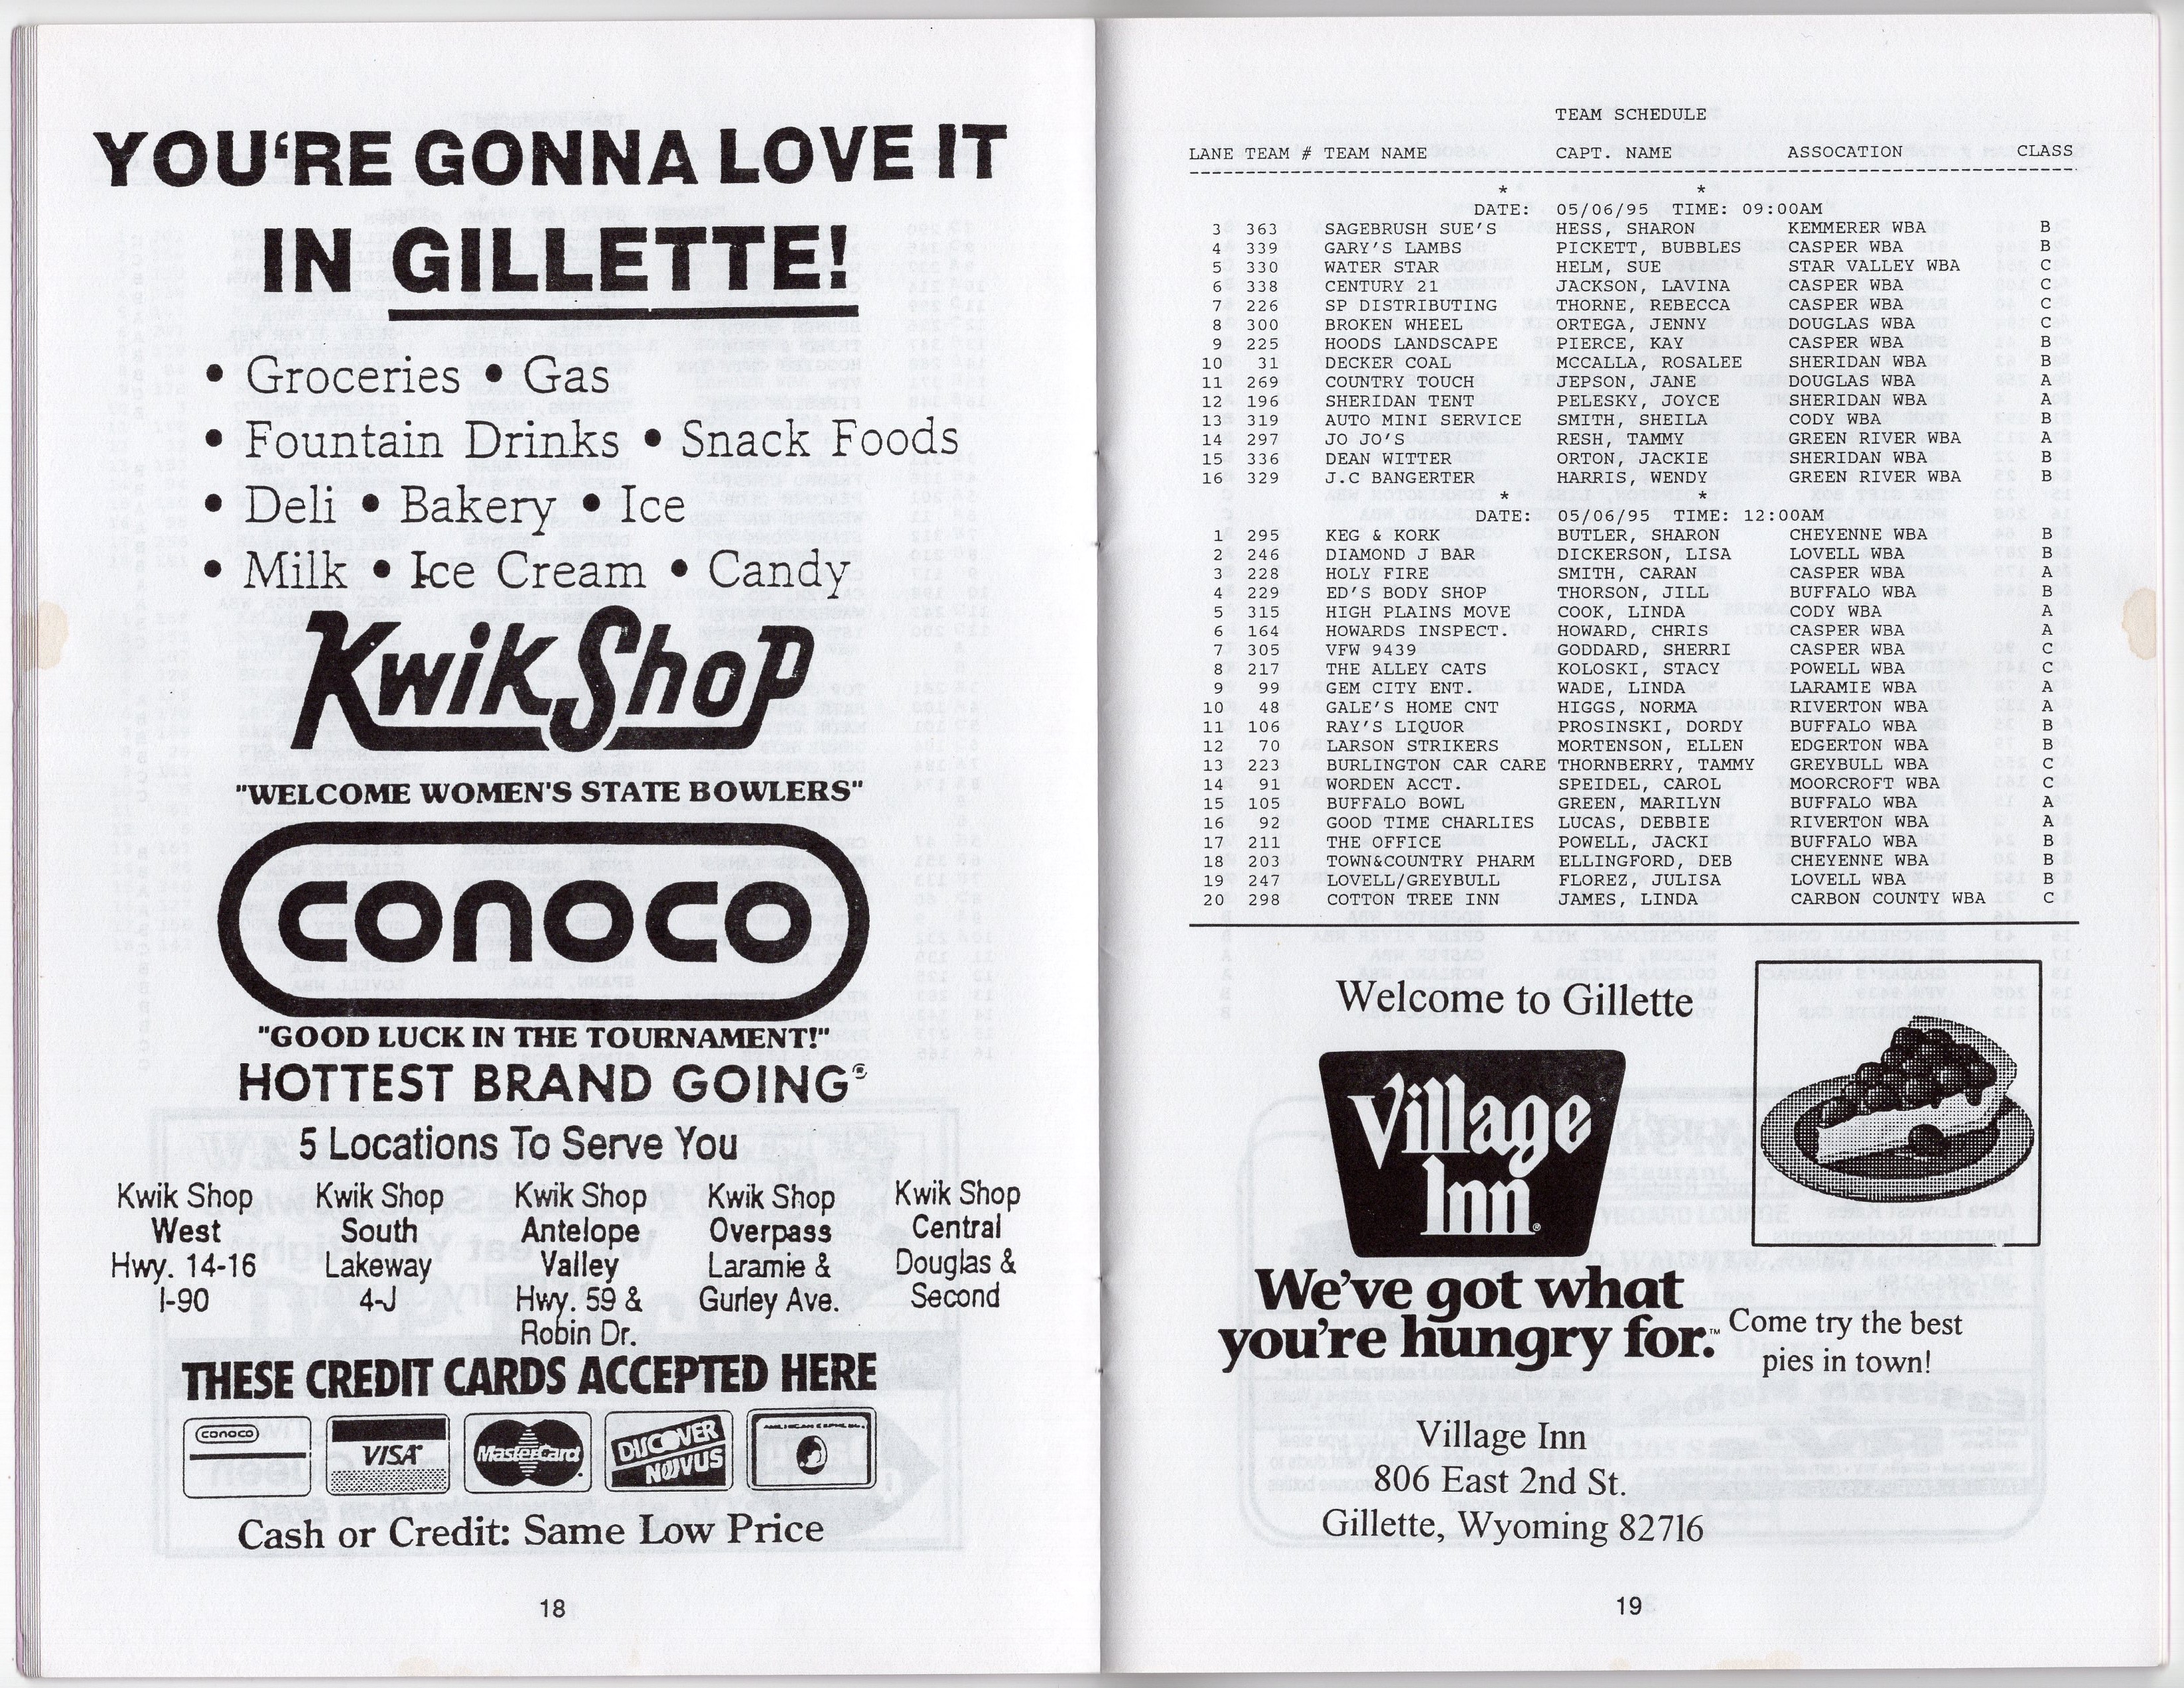 YOU'RE GONNA LOVE IT
IN GILLETTE!
• Groceries • Gas
• Fountain Drinks • Snack Foods
• Deli • Bakery • Ice
• Milk • Ice Cream • Candy
Kwik Shop
"WELCOME WOMEN'S STATE BOWLERS"
conoco
"GOOD LUCK IN THE TOURNAMENT!"
HOTTEST BRAND GOING®
5 Locations To Serve You
Kwik Shop West Hwy. 14-16 I-90
Kwik Shop South Lakeway 4-J
Kwik Shop Antelope Valley Hwy. 59 & Robin Dr.
Kwik Shop Overpass Laramie & Gurley Ave.
Kwik Shop Central Douglas & Second
THESE CREDIT CARDS ACCEPTED HERE
conoco VISA MasterCard DISCOVER NOVUS
Cash or Credit: Same Low Price
18
TEAM SCHEDULE
LANE TEAM # TEAM NAME CAPT. NAME ASSOCATION CLASS
* *
DATE: 05/06/95 TIME: 09:00AM
3 363 SAGEBRUSH SUE'S HESS, SHARON KEMMERER WBA B
4 339 GARY'S LAMBS PICKETT, BUBBLES CASPER WBA B
5 330 WATER STAR HELM, SUE STAR VALLEY WBA C
6 338 CENTURY 21 JACKSON, LAVINA CASPER WBA C
7 226 SP DISTRIBUTING THORNE, REBECCA CASPER WBA C
8 300 BROKEN WHEEL ORTEGA, JENNY DOUGLAS WBA C
9 225 HOODS LANDSCAPE PIERCE, KAY CASPER WBA B
10 31 DECKER COAL MCCALLA, ROSALEE SHERIDAN WBA B
11 269 COUNTRY TOUCH JEPSON, JANE DOUGLAS WBA A
12 196 SHERIDAN TENT PELESKY, JOYCE SHERIDAN WBA A
13 319 AUTO MINI SERVICE SMITH, SHEILA CODY WBA B
14 297 JO JO'S RESH, TAMMY GREEN RIVER WBA A
15 336 DEAN WITTER ORTON, JACKIE SHERIDAN WBA B
16 329 J.C BANGERTER HARRIS, WENDY GREEN RIVER WBA B
* *
DATE: 05/06/95 TIME: 12:00AM
1 295 KEG & KORK BUTLER, SHARON CHEYENNE WBA B
2 246 DIAMOND J BAR DICKERSON, LISA LOVELL WBA B
3 228 HOLY FIRE SMITH, CARAN CASPER WBA A
4 229 ED'S BODY SHOP THORSON, JILL BUFFALO WBA B
5 315 HIGH PLAINS MOVE COOK, LINDA CODY WBA A
6 164 HOWARDS INSPECT. HOWARD, CHRIS CASPER WBA A
7 305 VFW 9439 GODDARD, SHERRI CASPER WBA C
8 217 THE ALLEY CATS KOLOSKI, STACY POWELL WBA C
9 99 GEM CITY ENT. WADE, LINDA LARAMIE WBA A
10 48 GALE'S HOME CNT HIGGS, NORMA RIVERTON WBA A
11 106 RAY'S LIQUOR PROSINSKI, DORDY BUFFALO WBA B
12 70 LARSON STRIKERS MORTENSON, ELLEN EDGERTON WBA B
13 223 BURLINGTON CAR CARE THORNBERRY, TAMMY GREYBULL WBA C
14 91 WORDEN ACCT. SPEIDEL, CAROL MOORCROFT WBA C
15 105 BUFFALO BOWL GREEN, MARILYN BUFFALO WBA A
16 92 GOOD TIME CHARLIES LUCAS, DEBBIE RIVERTON WBA A
17 211 THE OFFICE POWELL, JACKI BUFFALO WBA B
18 203 TOWN&COUNTRY PHARM ELLINGFORD, DEB CHEYENNE WBA B
19 247 LOVELL/GREYBULL FLOREZ, JULISA LOVELL WBA B
20 298 COTTON TREE INN JAMES, LINDA CARBON COUNTY WBA C
Welcome to Gillette
Village
Inn®
We've got what
you're hungry for.™
Come try the best
pies in town!
Village Inn
806 East 2nd St.
Gillette, Wyoming 82716
19